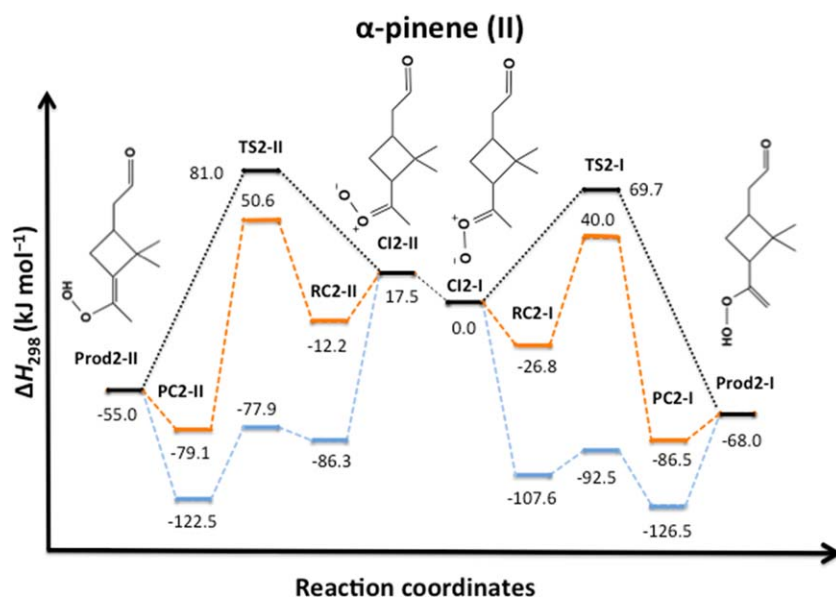 α-pinene (II)
TS2-II
81.0
50.6
TS2-I
69.7
40.0
CI2-II
17.5
CI2-I
0.0
RC2-II
-12.2
RC2-I
-26.8
Prod2-II
-55.0
PC2-II
-79.1
-77.9
-86.3
-122.5
PC2-I
-86.5
Prod2-I
-68.0
-107.6
-92.5
-126.5
O
HO
O
O
-O
O
+
O
O
+
O
-
O
O
OH
ΔH298 (kJ mol−1)
Reaction coordinates